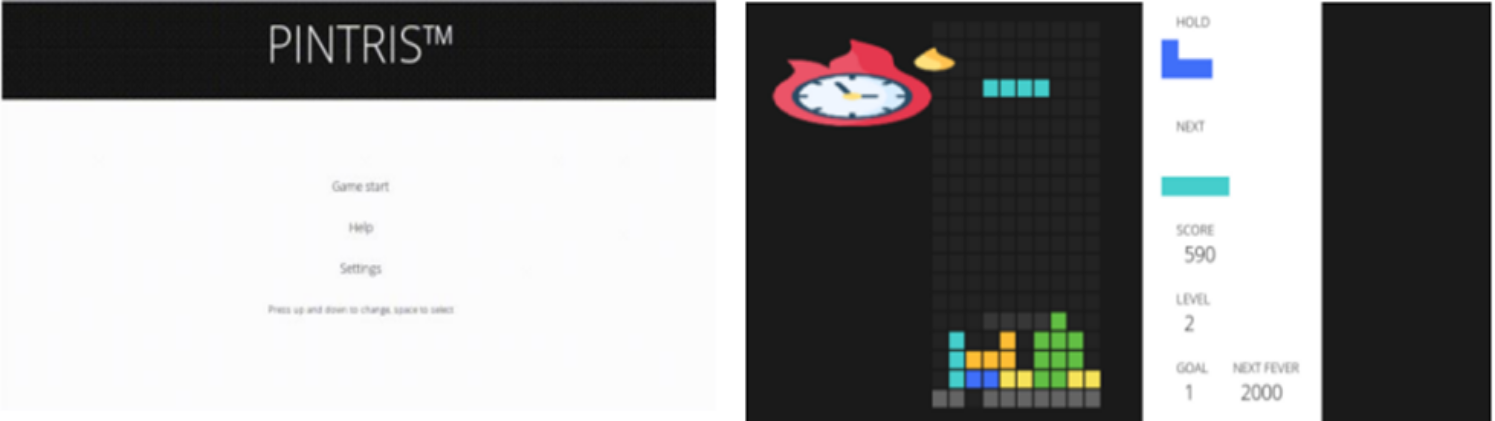 PINTRIS™
Game start
Help
Settings
Press up and down to change, space to select
HOLD
NEXT
SCORE
590
LEVEL
2
GOAL NEXT FEVER
1 2000